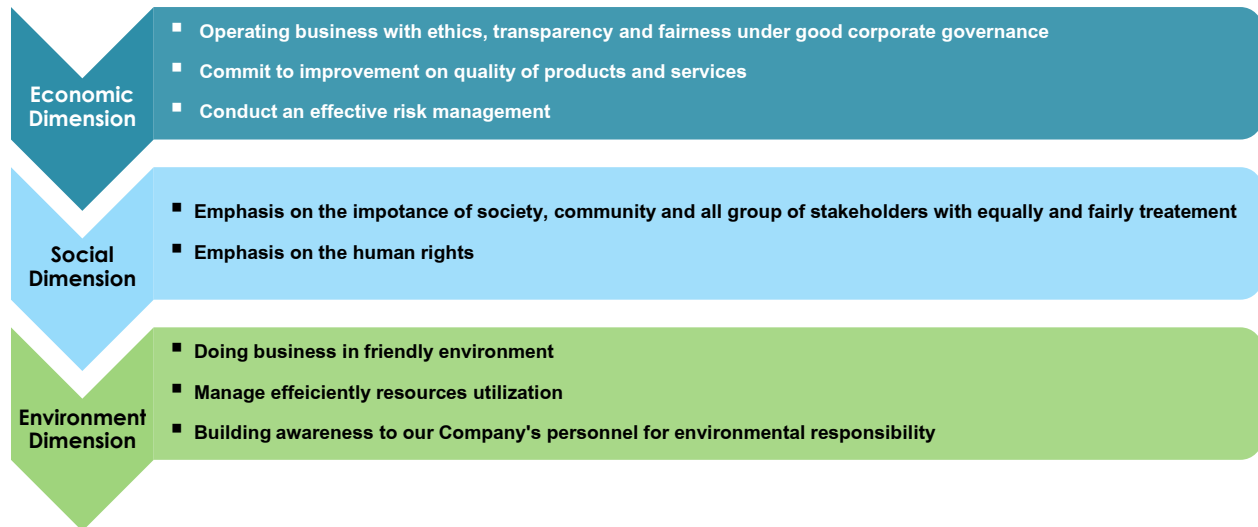 Economic
Dimension
▪ Operating business with ethics, transparency and fairness under good corporate governance
▪ Commit to improvement on quality of products and services
▪ Conduct an effective risk management
Social
Dimension
▪ Emphasis on the impotance of society, community and all group of stakeholders with equally and fairly treatement
▪ Emphasis on the human rights
Environment
Dimension
▪ Doing business in friendly environment
▪ Manage effeiciently resources utilization
▪ Building awareness to our Company's personnel for environmental responsibility